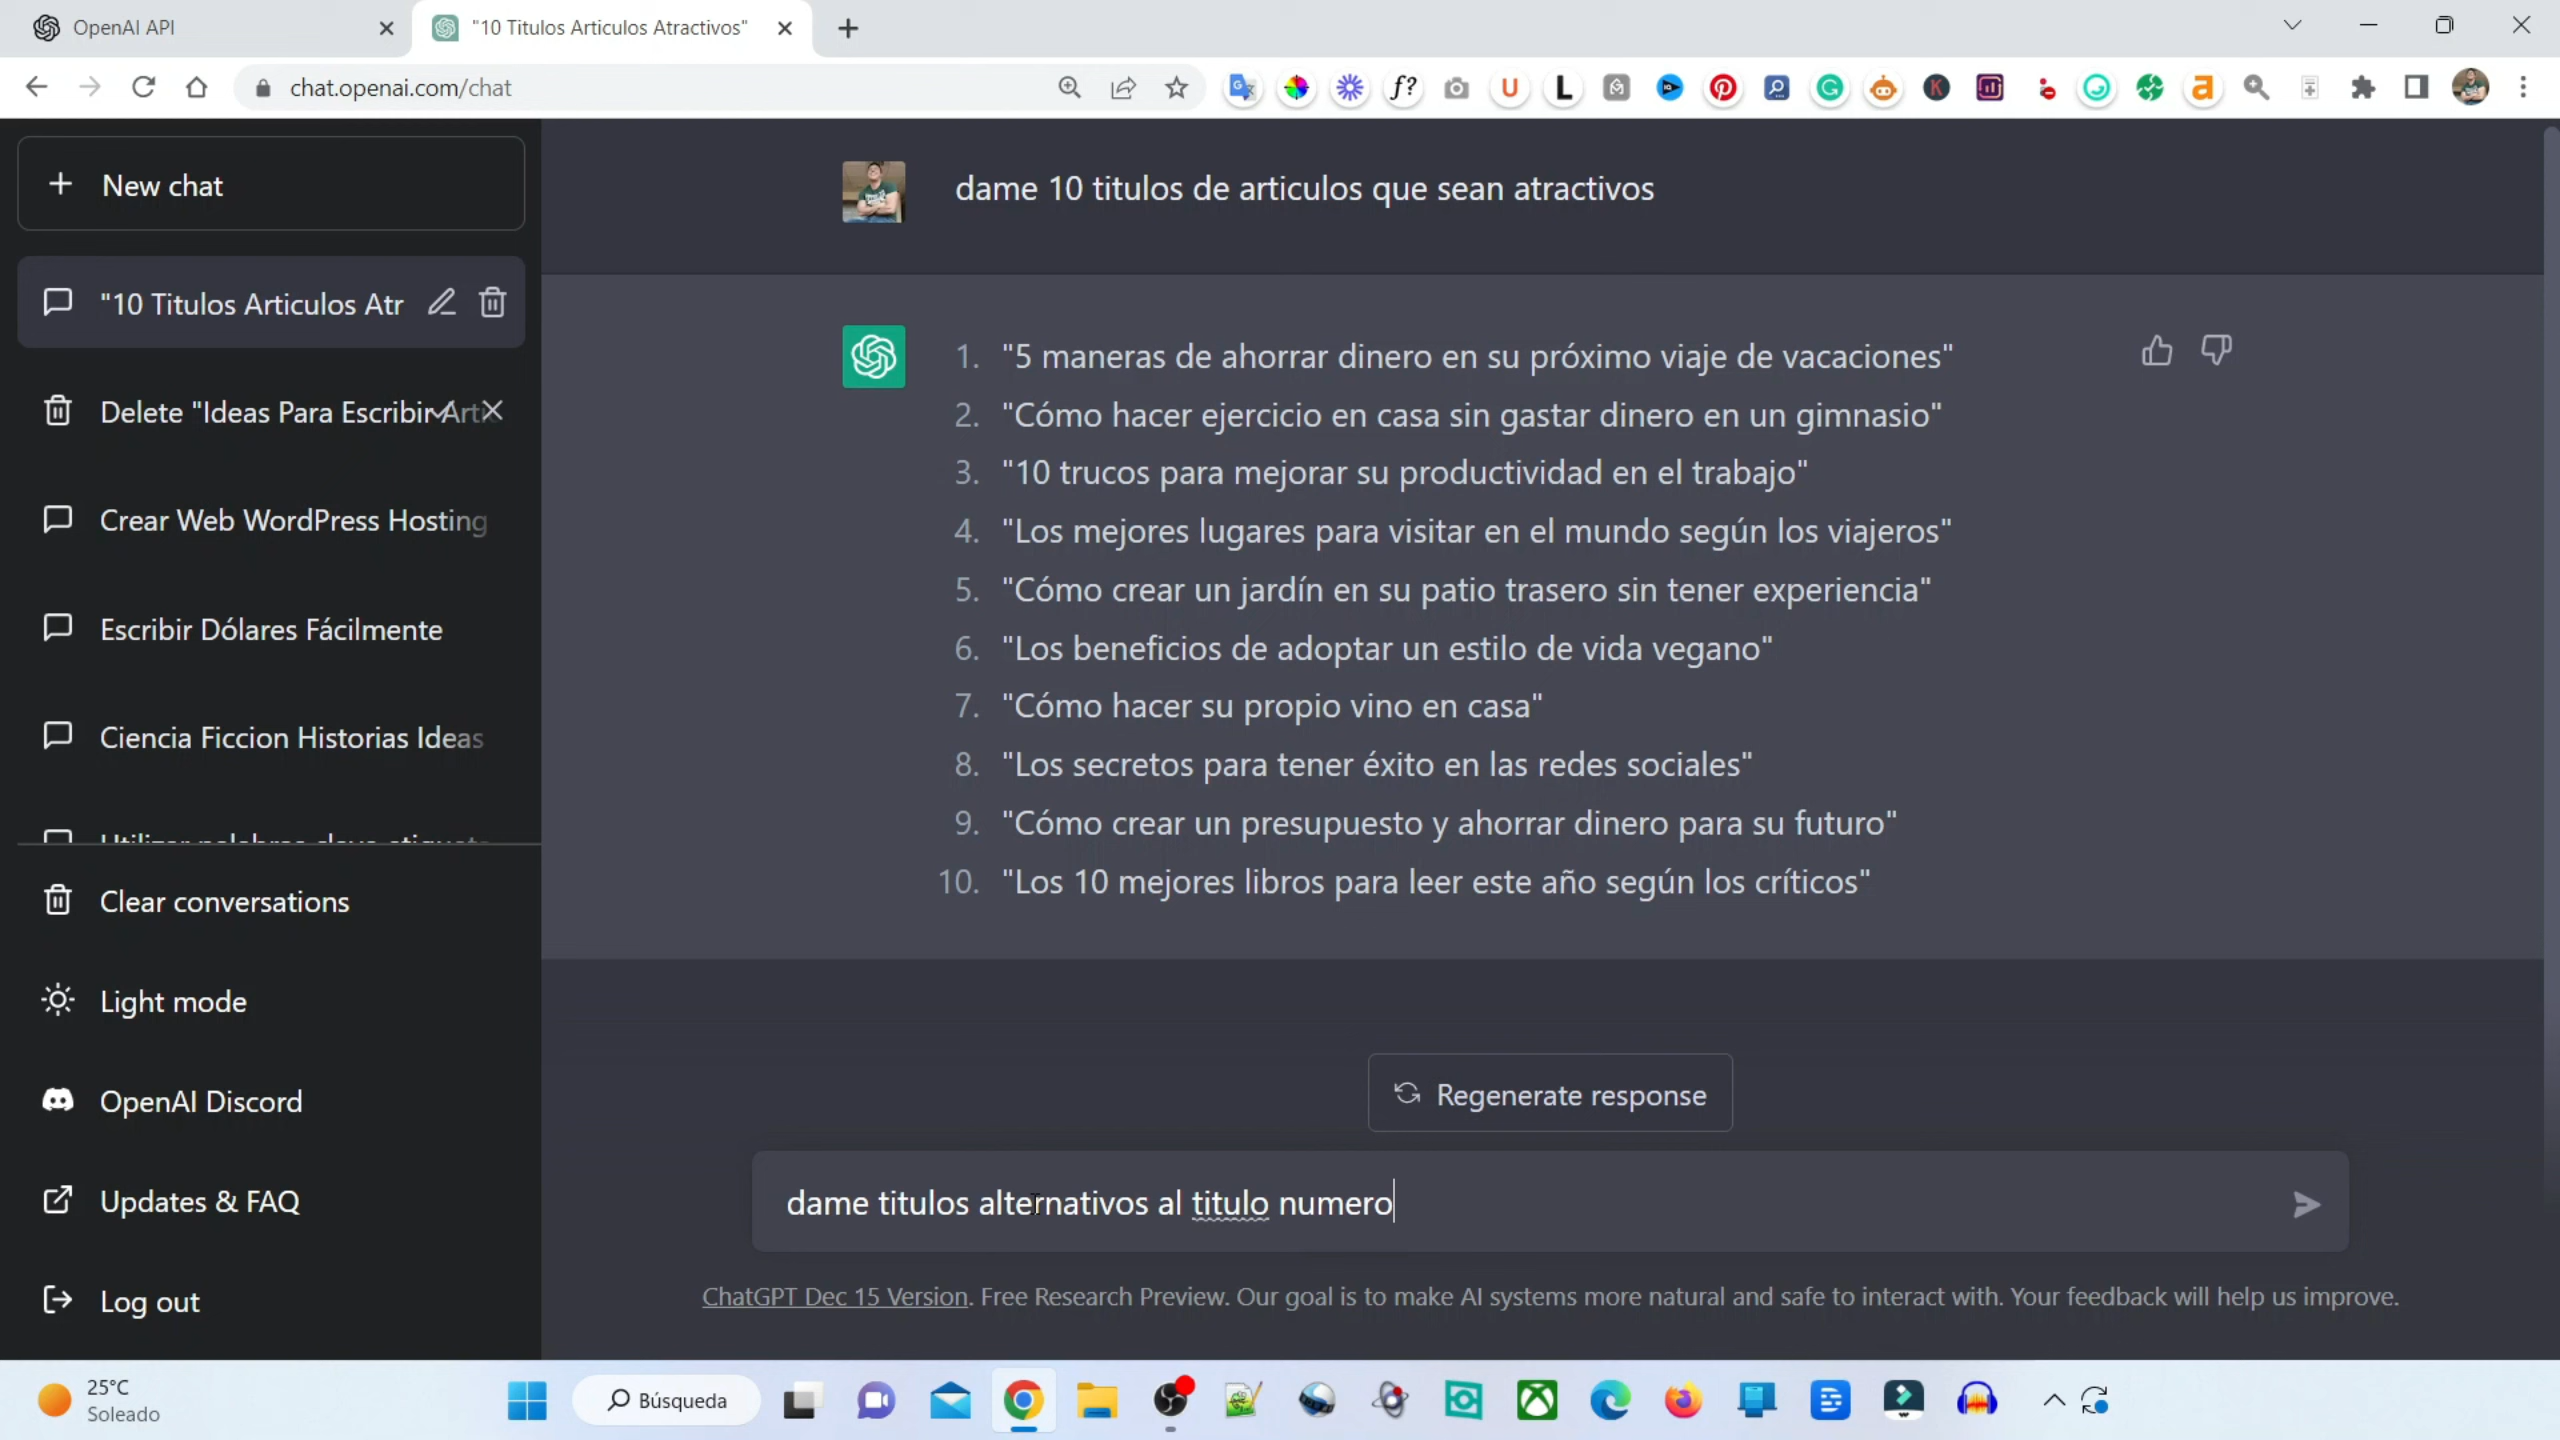 OpenAI API
"10 Titulos Articulos Atractivos"
chat.openai.com/chat
New chat
"10 Titulos Articulos Atr
Delete "Ideas Para Escribir Arti
Crear Web WordPress Hosting
Escribir Dólares Fácilmente
Ciencia Ficcion Historias Ideas
Clear conversations
Light mode
OpenAI Discord
Updates & FAQ
Log out
dame 10 titulos de articulos que sean atractivos
1. "5 maneras de ahorrar dinero en su próximo viaje de vacaciones"
2. "Cómo hacer ejercicio en casa sin gastar dinero en un gimnasio"
3. "10 trucos para mejorar su productividad en el trabajo"
4. "Los mejores lugares para visitar en el mundo según los viajeros"
5. "Cómo crear un jardín en su patio trasero sin tener experiencia"
6. "Los beneficios de adoptar un estilo de vida vegano"
7. "Cómo hacer su propio vino en casa"
8. "Los secretos para tener éxito en las redes sociales"
9. "Cómo crear un presupuesto y ahorrar dinero para su futuro"
10. "Los 10 mejores libros para leer este año según los críticos"
Regenerate response
dame titulos alternativos al titulo numero
ChatGPT Dec 15 Version. Free Research Preview. Our goal is to make AI systems more natural and safe to interact with. Your feedback will help us improve.
25°C
Soleado
Búsqueda